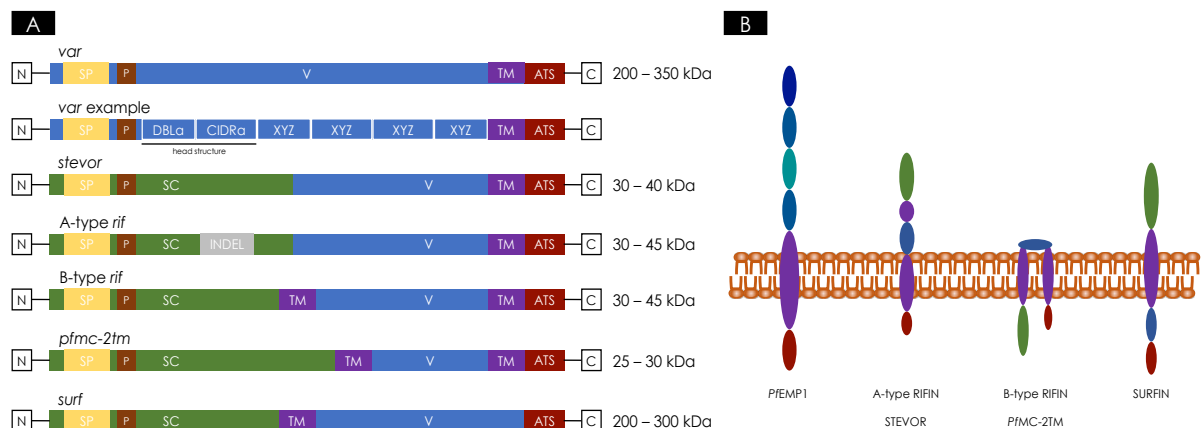 A
var
N SP P V TM ATS C 200 – 350 kDa
var example
N SP P DBLa CIDRa XYZ XYZ XYZ XYZ TM ATS C
head structure
stevor
N SP P SC V TM ATS C 30 – 40 kDa
A-type rif
N SP P SC INDEL V TM ATS C 30 – 45 kDa
B-type rif
N SP P SC TM V TM ATS C 30 – 45 kDa
pfmc-2tm
N SP P SC TM V TM ATS C 25 – 30 kDa
surf
N SP P SC TM V ATS C 200 – 300 kDa
B
PfEMP1 A-type RIFIN B-type RIFIN SURFIN
STEVOR PfMC-2TM